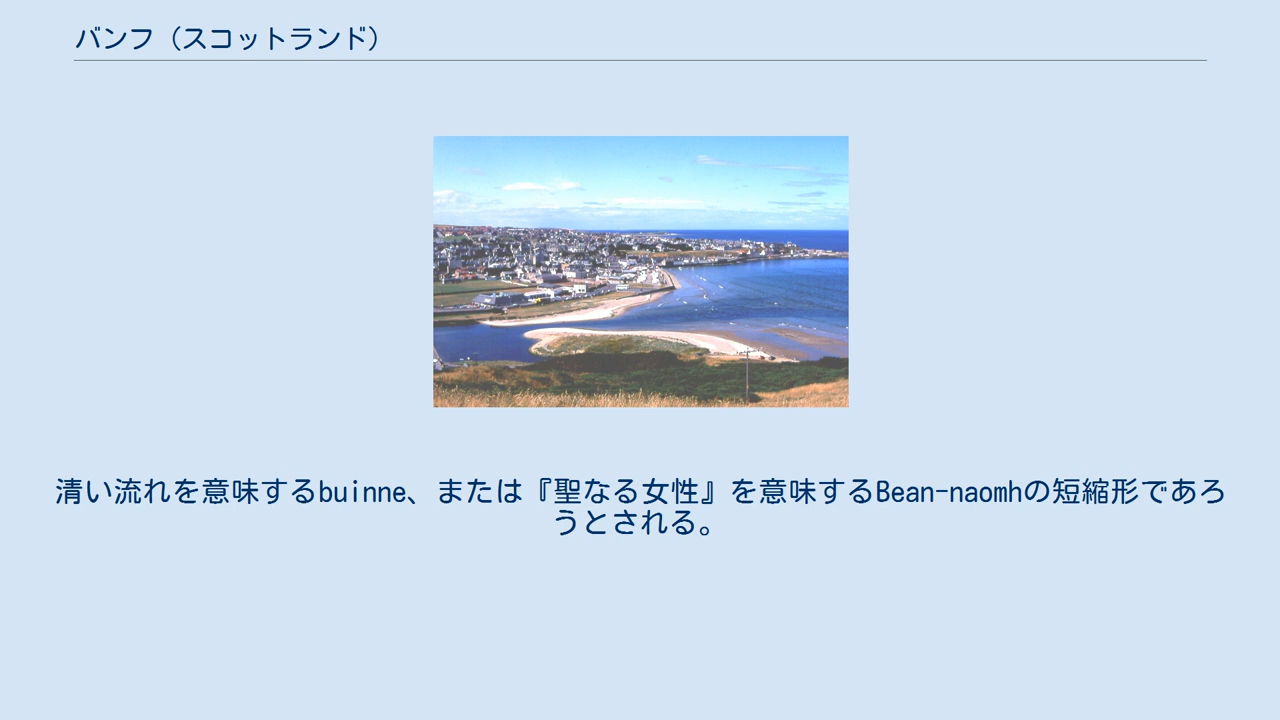 バンフ（スコットランド）
清い流れを意味するbuinne、または『聖なる女性』を意味するBean-naomhの短縮形であろ
うとされる。